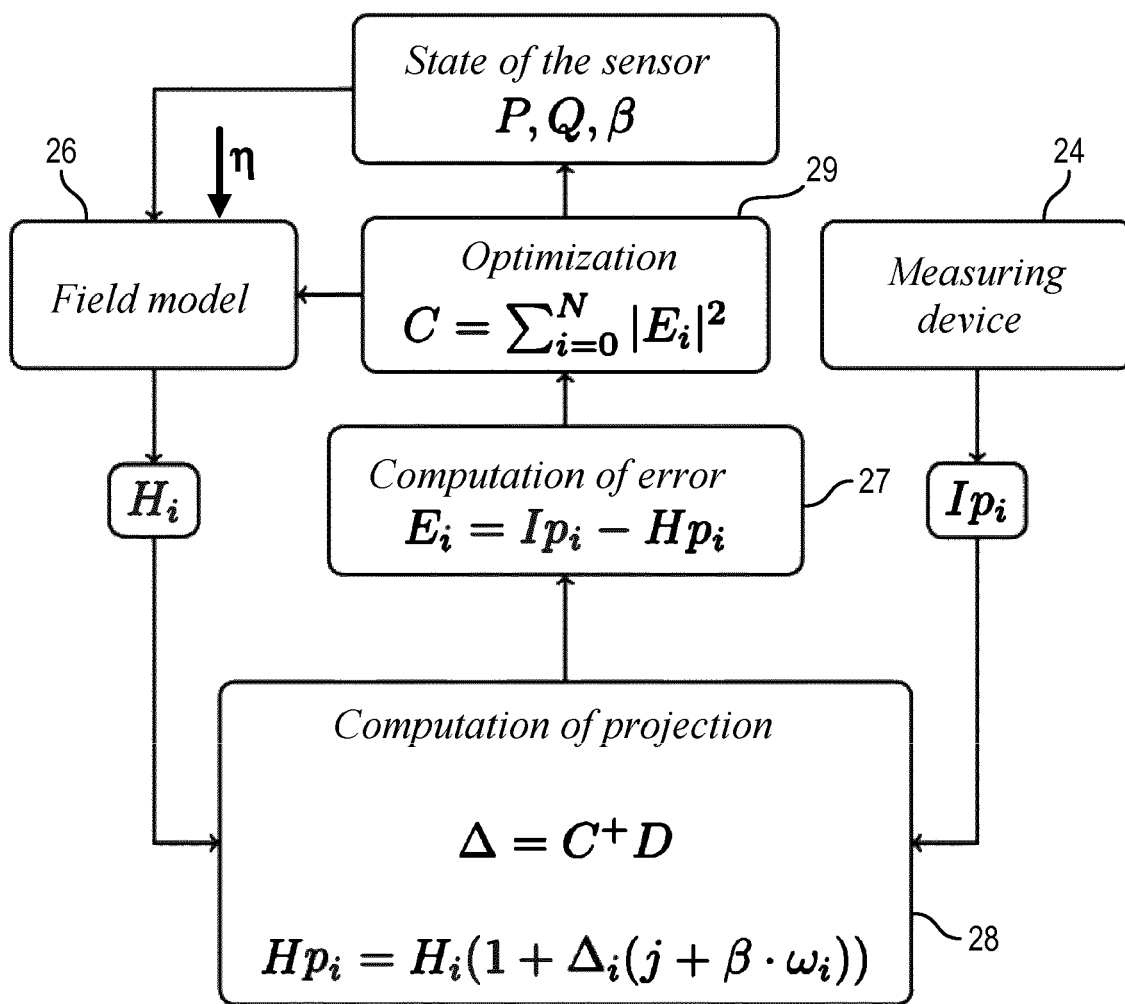 State of the sensor
P, Q, β
26
η
29
24
Field model
Optimization
C = ∑_{i=0}^{N} |E_i|^2
Measuring
device
H_i
Computation of error
E_i = Ip_i − Hp_i
27
Ip_i
Computation of projection
Δ = C^+ D
Hp_i = H_i(1 + Δ_i(j + β · ω_i))
28